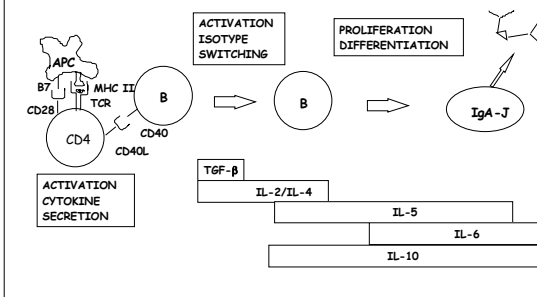 ACTIVATION
ISOTYPE
SWITCHING
PROLIFERATION
DIFFERENTIATION
APC
B7
MHC II
TCR
CD28
B
B
IgA-J
CD4
CD40
CD40L
ACTIVATION
CYTOKINE
SECRETION
TGF-β
IL-2/IL-4
IL-5
IL-6
IL-10